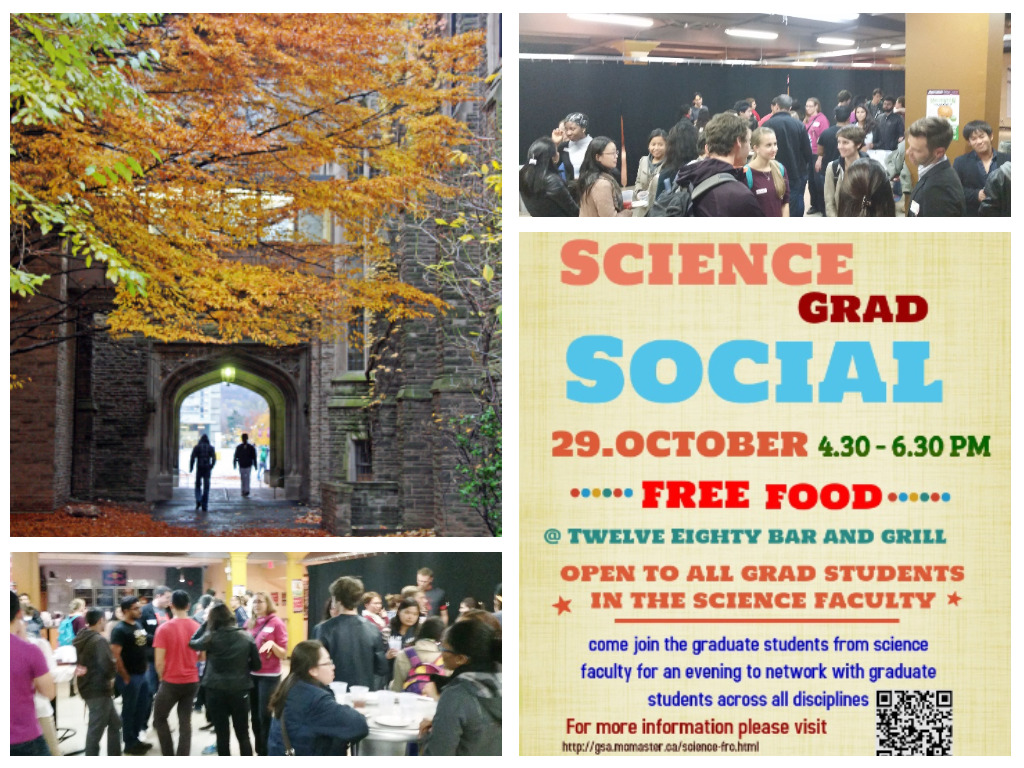 SCIENCE
GRAD
SOCIAL
29.OCTOBER 4.30 - 6.30 PM
FREE FOOD
@ TWELVE EIGHTY BAR AND GRILL
OPEN TO ALL GRAD STUDENTS
IN THE SCIENCE FACULTY
come join the graduate students from science
faculty for an evening to network with graduate
students across all disciplines
For more information please visit
http://gsa.mcmaster.ca/science-fro.html